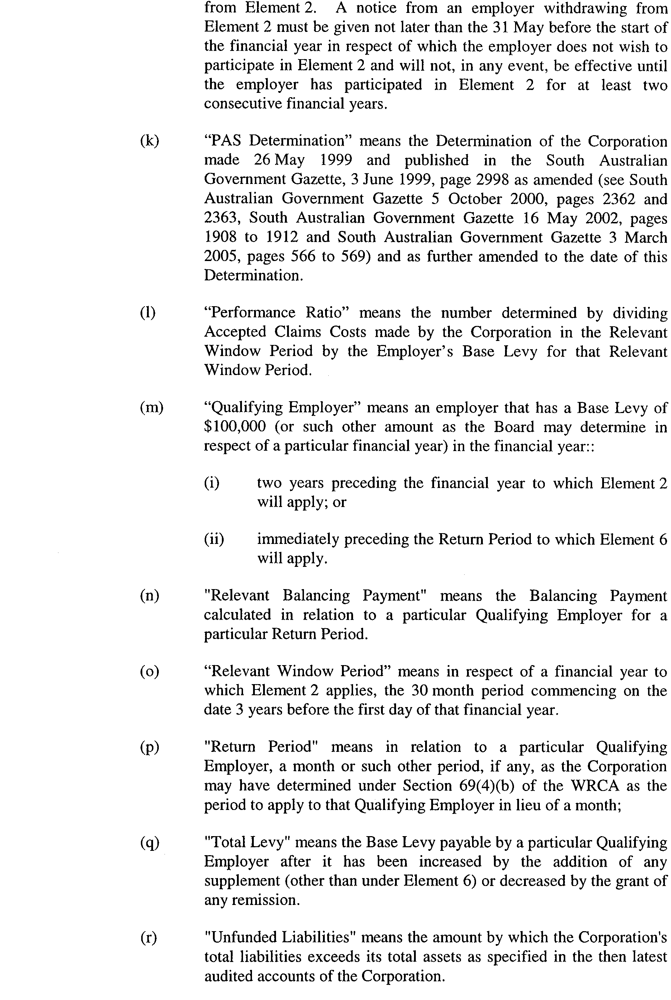 from Element 2. A notice from an employer withdrawing from
Element 2 must be given not later than the 31 May before the start of
the financial year in respect of which the employer does not wish to
participate in Element 2 and will not, in any event, be effective until
the employer has participated in Element 2 for at least two
consecutive financial years.
(k) “PAS Determination” means the Determination of the Corporation
made 26 May 1999 and published in the South Australian
Government Gazette, 3 June 1999, page 2998 as amended (see South
Australian Government Gazette 5 October 2000, pages 2362 and
2363, South Australian Government Gazette 16 May 2002, pages
1908 to 1912 and South Australian Government Gazette 3 March
2005, pages 566 to 569) and as further amended to the date of this
Determination.
(l) “Performance Ratio” means the number determined by dividing
Accepted Claims Costs made by the Corporation in the Relevant
Window Period by the Employer’s Base Levy for that Relevant
Window Period.
(m) “Qualifying Employer” means an employer that has a Base Levy of
$100,000 (or such other amount as the Board may determine in
respect of a particular financial year) in the financial year::
(i) two years preceding the financial year to which Element 2
will apply; or
(ii) immediately preceding the Return Period to which Element 6
will apply.
(n) "Relevant Balancing Payment" means the Balancing Payment
calculated in relation to a particular Qualifying Employer for a
particular Return Period.
(o) “Relevant Window Period” means in respect of a financial year to
which Element 2 applies, the 30 month period commencing on the
date 3 years before the first day of that financial year.
(p) "Return Period" means in relation to a particular Qualifying
Employer, a month or such other period, if any, as the Corporation
may have determined under Section 69(4)(b) of the WRCA as the
period to apply to that Qualifying Employer in lieu of a month;
(q) "Total Levy" means the Base Levy payable by a particular Qualifying
Employer after it has been increased by the addition of any
supplement (other than under Element 6) or decreased by the grant of
any remission.
(r) "Unfunded Liabilities" means the amount by which the Corporation's
total liabilities exceeds its total assets as specified in the then latest
audited accounts of the Corporation.